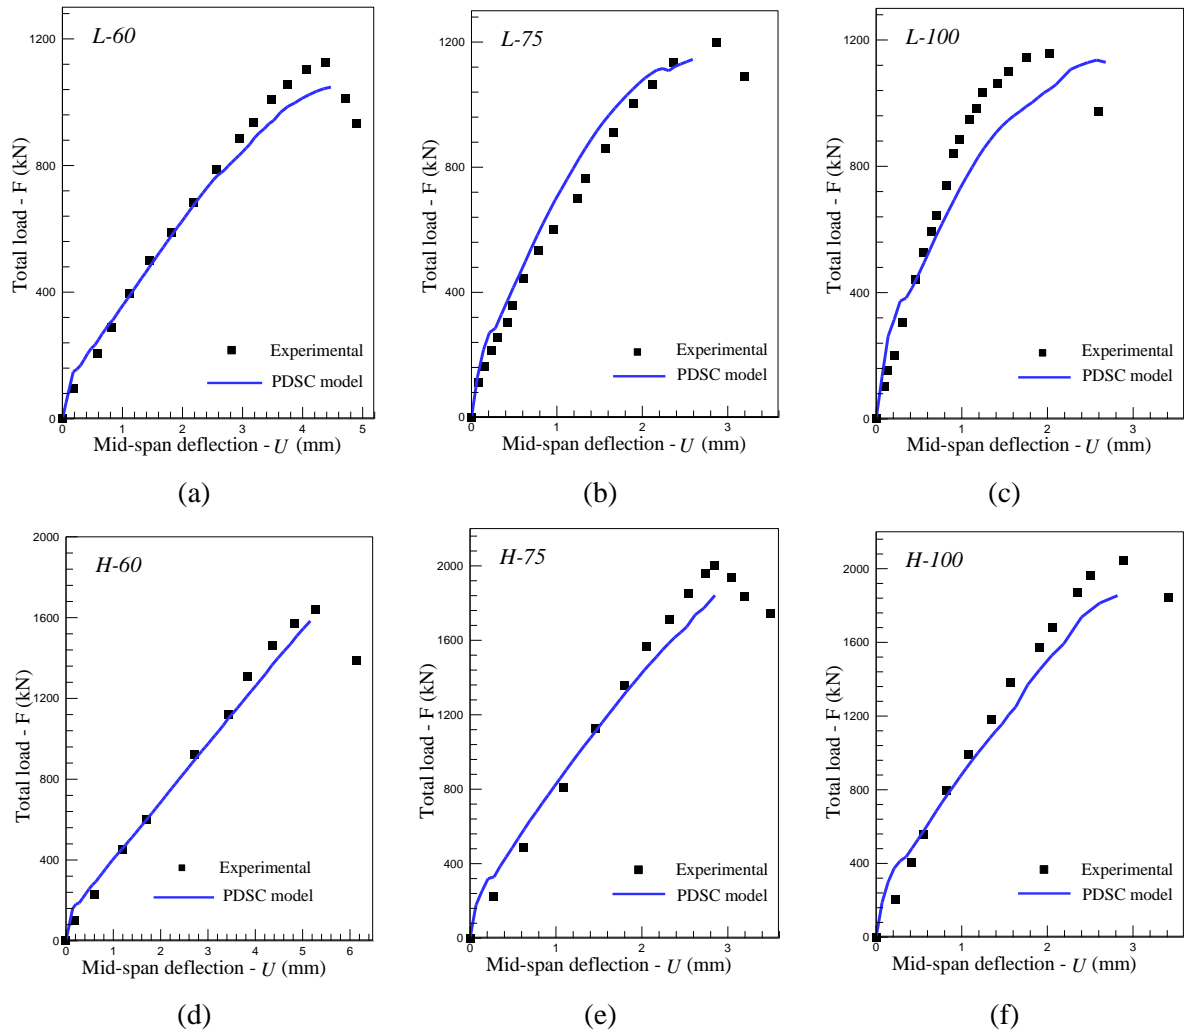 L-60
Total load - F (kN)
1200
800
400
0
0 1 2 3 4 5
Experimental
PDSC model
Mid-span deflection - U (mm)
(a)
L-75
Total load - F (kN)
1200
800
400
0
0 1 2 3
Experimental
PDSC model
Mid-span deflection - U (mm)
(b)
L-100
Total load - F (kN)
1200
800
400
0
0 1 2 3
Experimental
PDSC model
Mid-span deflection - U (mm)
(c)
H-60
Total load - F (kN)
2000
1600
1200
800
400
0
0 1 2 3 4 5 6
Experimental
PDSC model
Mid-span deflection - U (mm)
(d)
H-75
Total load - F (kN)
2000
1600
1200
800
400
0
0 1 2 3
Experimental
PDSC model
Mid-span deflection - U (mm)
(e)
H-100
Total load - F (kN)
2000
1600
1200
800
400
0
0 1 2 3
Experimental
PDSC model
Mid-span deflection - U (mm)
(f)